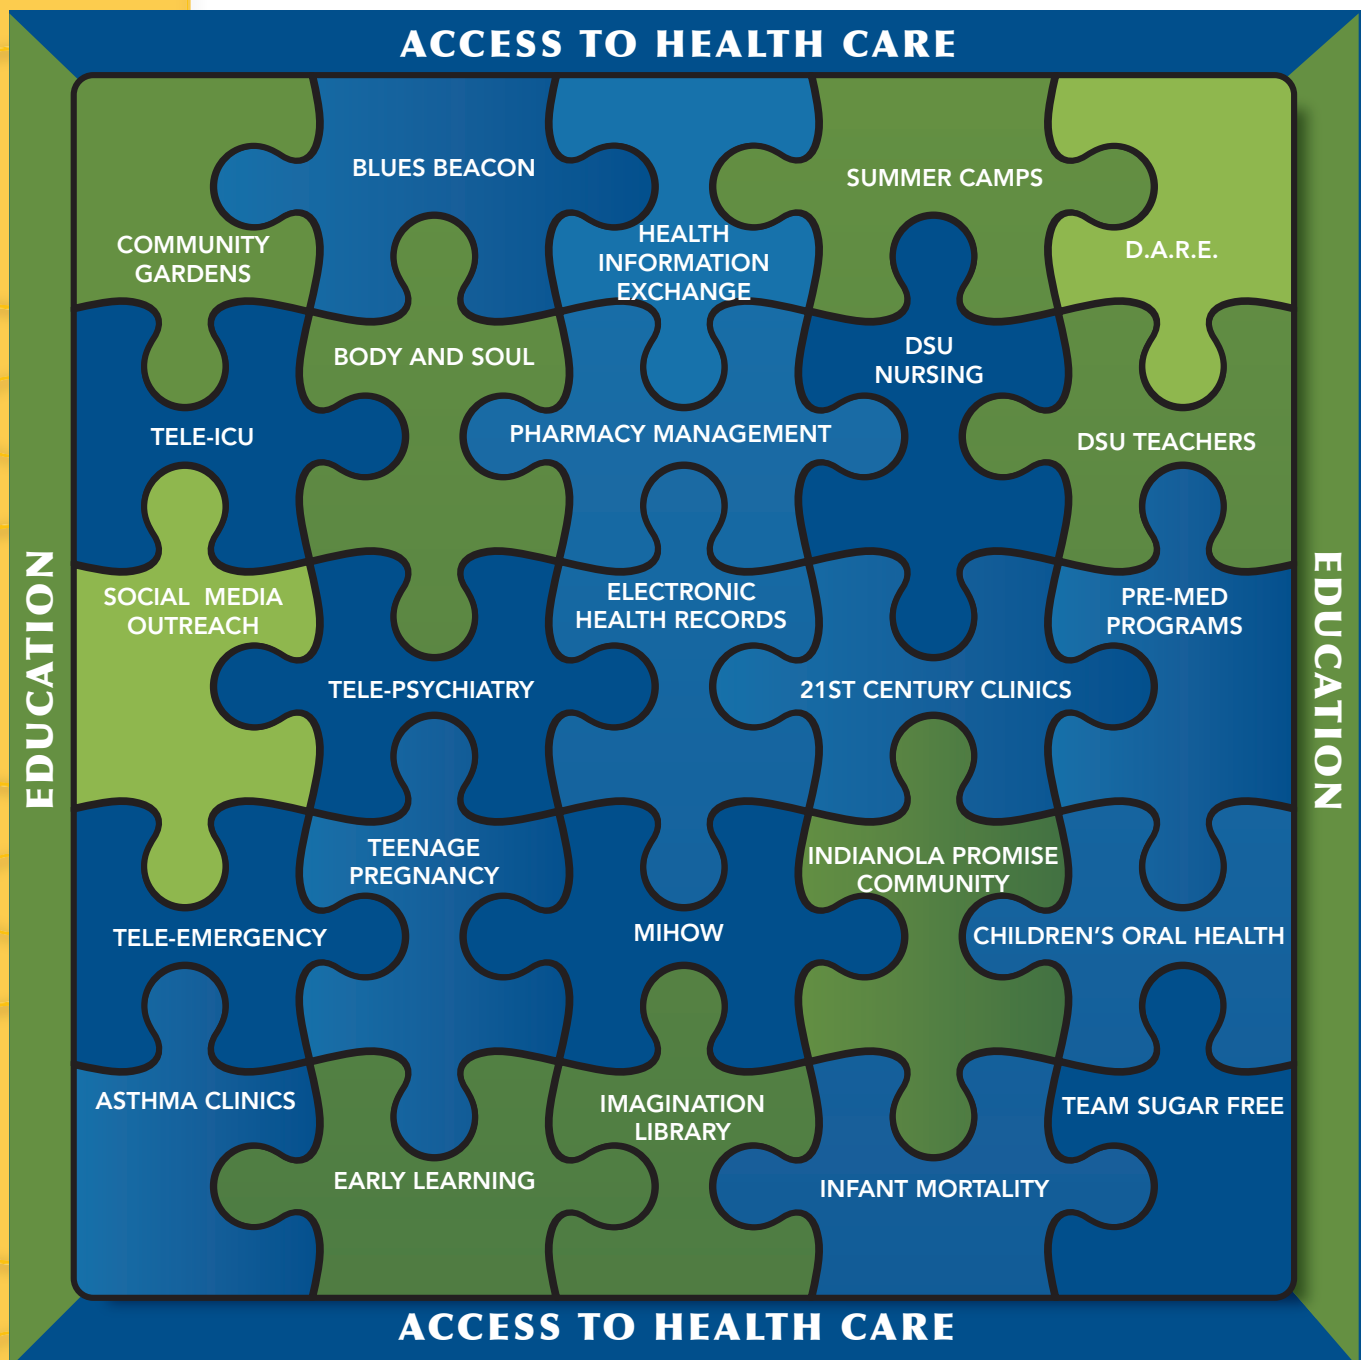 ACCESS TO HEALTH CARE
BLUES BEACON
SUMMER CAMPS
COMMUNITY
GARDENS
HEALTH
INFORMATION
EXCHANGE
D.A.R.E.
BODY AND SOUL
DSU
NURSING
TELE-ICU
PHARMACY MANAGEMENT
DSU TEACHERS
EDUCATION
SOCIAL MEDIA
OUTREACH
ELECTRONIC
HEALTH RECORDS
PRE-MED
PROGRAMS
EDUCATION
TELE-PSYCHIATRY
21ST CENTURY CLINICS
TEENAGE
PREGNANCY
INDIANOLA PROMISE
COMMUNITY
TELE-EMERGENCY
MIHOW
CHILDREN'S ORAL HEALTH
ASTHMA CLINICS
IMAGINATION
LIBRARY
TEAM SUGAR FREE
EARLY LEARNING
INFANT MORTALITY
ACCESS TO HEALTH CARE